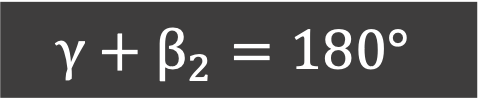 γ + β₂ = 180°